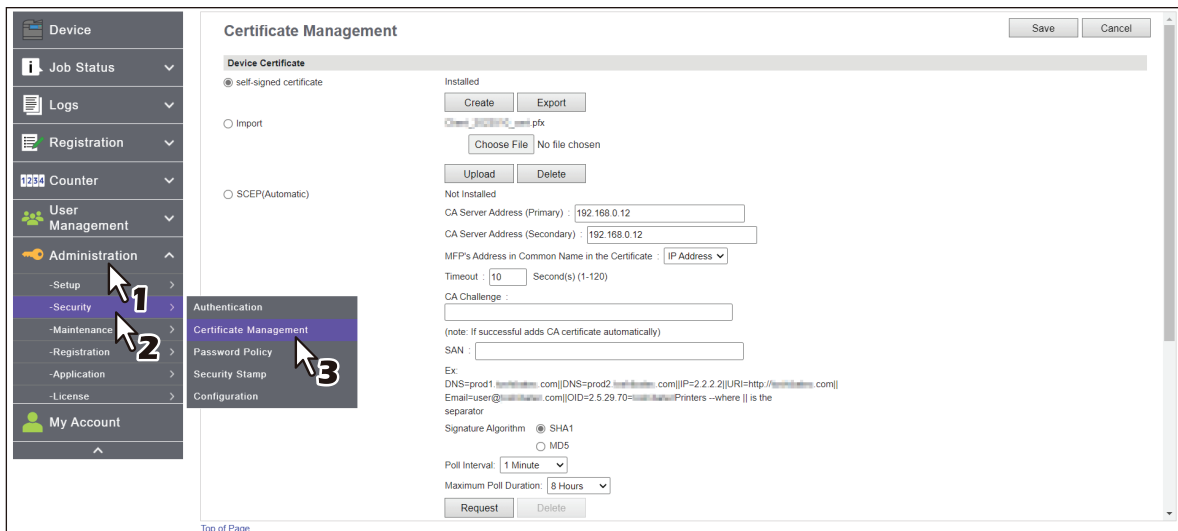 Device
Job Status
Logs
Registration
1234 Counter
User
Management
Administration
-Setup
-Security
-Maintenance
-Registration
-Application
-License
My Account
1
2
3
Authentication
Certificate Management
Password Policy
Security Stamp
Configuration
Certificate Management
Save Cancel
Device Certificate
self-signed certificate Installed
Create Export
Import .pfx
Choose File No file chosen
Upload Delete
SCEP(Automatic) Not Installed
CA Server Address (Primary) : 192.168.0.12
CA Server Address (Secondary) : 192.168.0.12
MFP's Address in Common Name in the Certificate : IP Address
Timeout : 10 Second(s) (1-120)
CA Challenge :
(note: If successful adds CA certificate automatically)
SAN :
Ex:
DNS=prod1. .com||DNS=prod2. .com||IP=2.2.2.2||URI=http:// .com||
Email=user@ .com||OID=2.5.29.70= Printers --where || is the
separator
Signature Algorithm SHA1
MD5
Poll Interval: 1 Minute
Maximum Poll Duration: 8 Hours
Request Delete
Top of Page